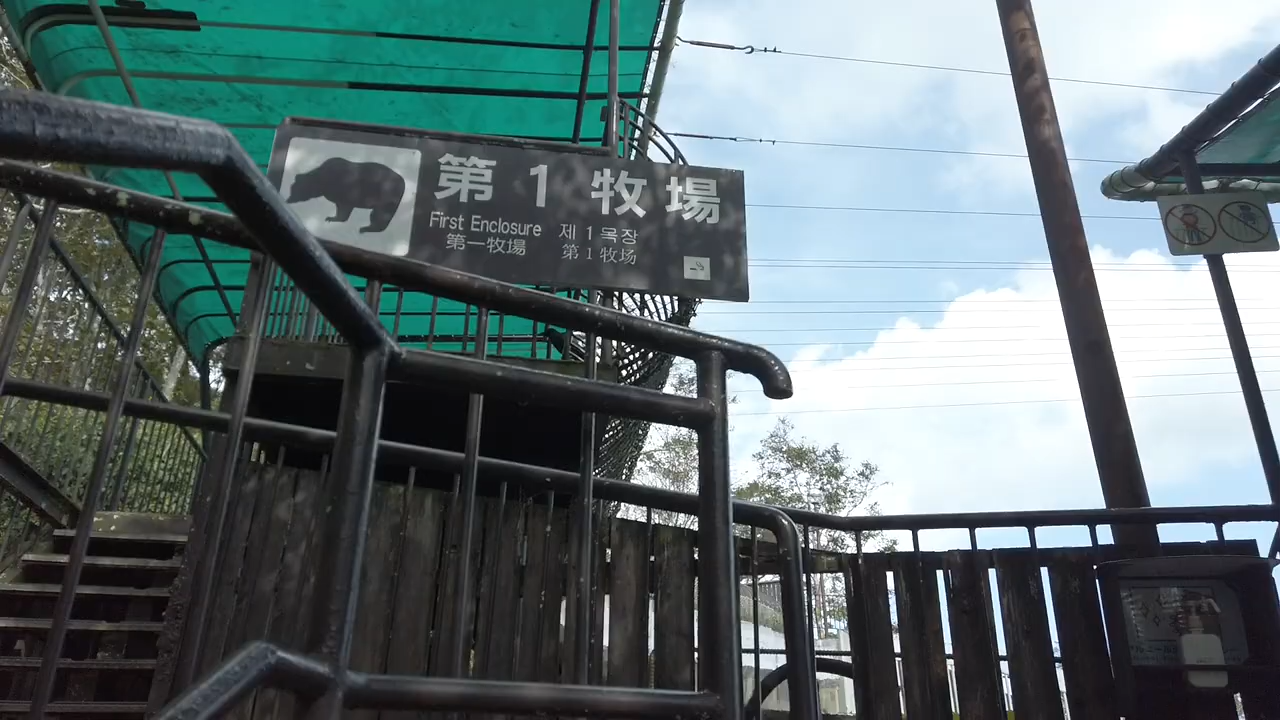 第 1 牧 場
First Enclosure 제 1 목장
第一牧場 第 1 牧场